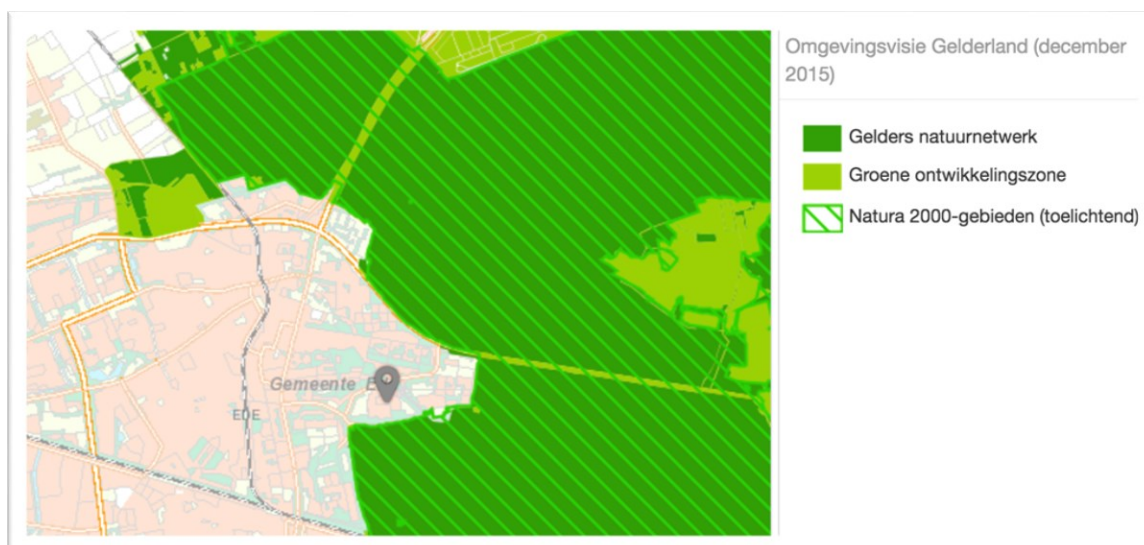 Omgevingsvisie Gelderland (december
2015)
Gelders natuurnetwerk
Groene ontwikkelingszone
Natura 2000-gebieden (toelichtend)
Gemeente E
EDE